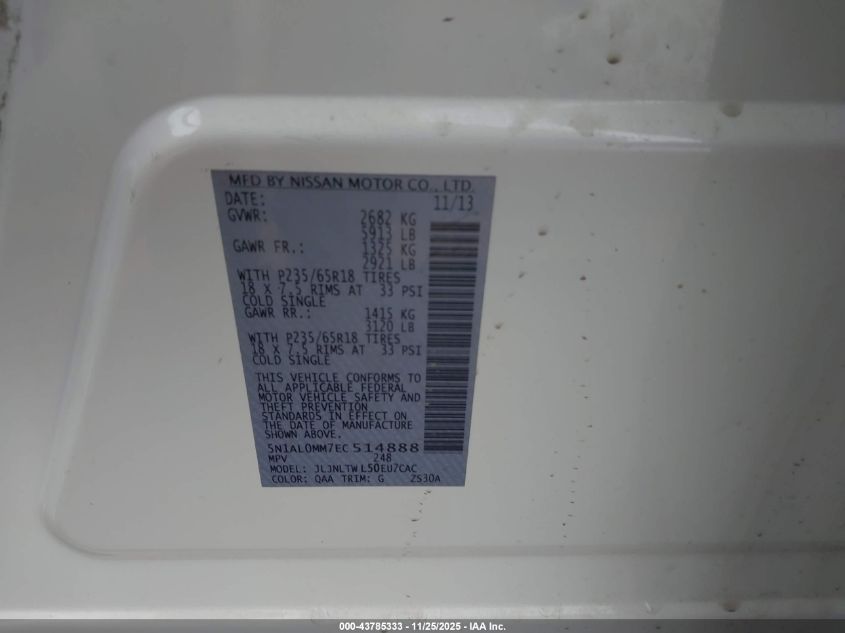 MFD BY NISSAN MOTOR CO., LTD.
DATE: 11/13
GVWR: 2682 KG
5913 LB
GAWR FR.: 1325 KG
2921 LB
WITH P235/65R18 TIRES
18 X 7.5 RIMS AT 33 PSI
COLD SINGLE
GAWR RR.: 1415 KG
3120 LB
WITH P235/65R18 TIRES
18 X 7.5 RIMS AT 33 PSI
COLD SINGLE
THIS VEHICLE CONFORMS TO
ALL APPLICABLE FEDERAL
MOTOR VEHICLE SAFETY AND
THEFT PREVENTION
STANDARDS IN EFFECT ON
THE DATE OF MANUFACTURE
SHOWN ABOVE.
5N1AL0MM7EC 514888
MPV 248
MODEL: JLJNLTW L50EU7CAC
COLOR: QAA TRIM: G ZS30A
000-43785333 - 11/25/2025 - IAA Inc.